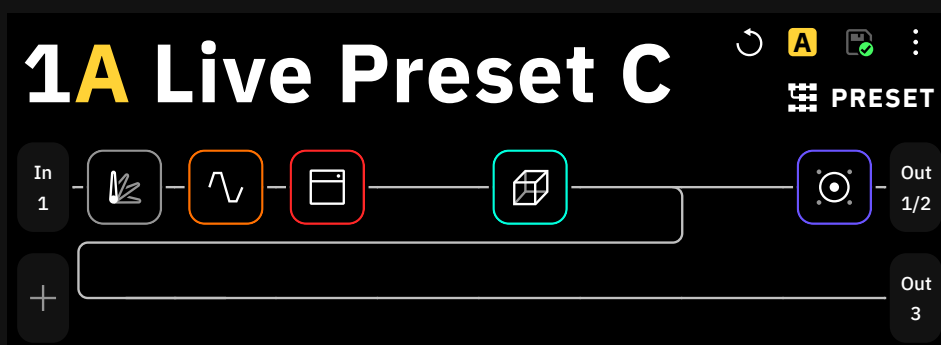 1A Live Preset C
A
PRESET
In
1
Out
1/2
Out
3